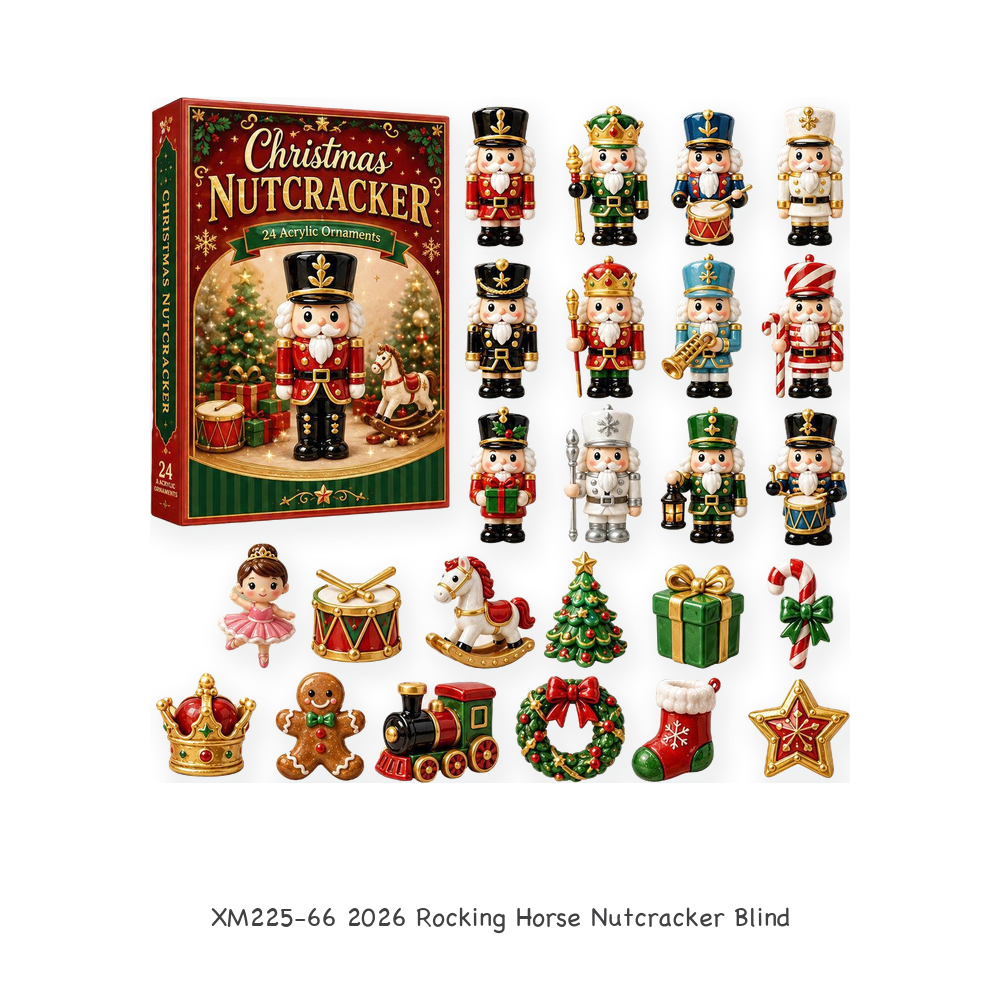 Christmas
NUTCRACKER
24 Acrylic Ornaments
CHRISTMAS NUTCRACKER
24
A ACRYLIC
ORNAMENTS
XM225-66 2026 Rocking Horse Nutcracker Blind